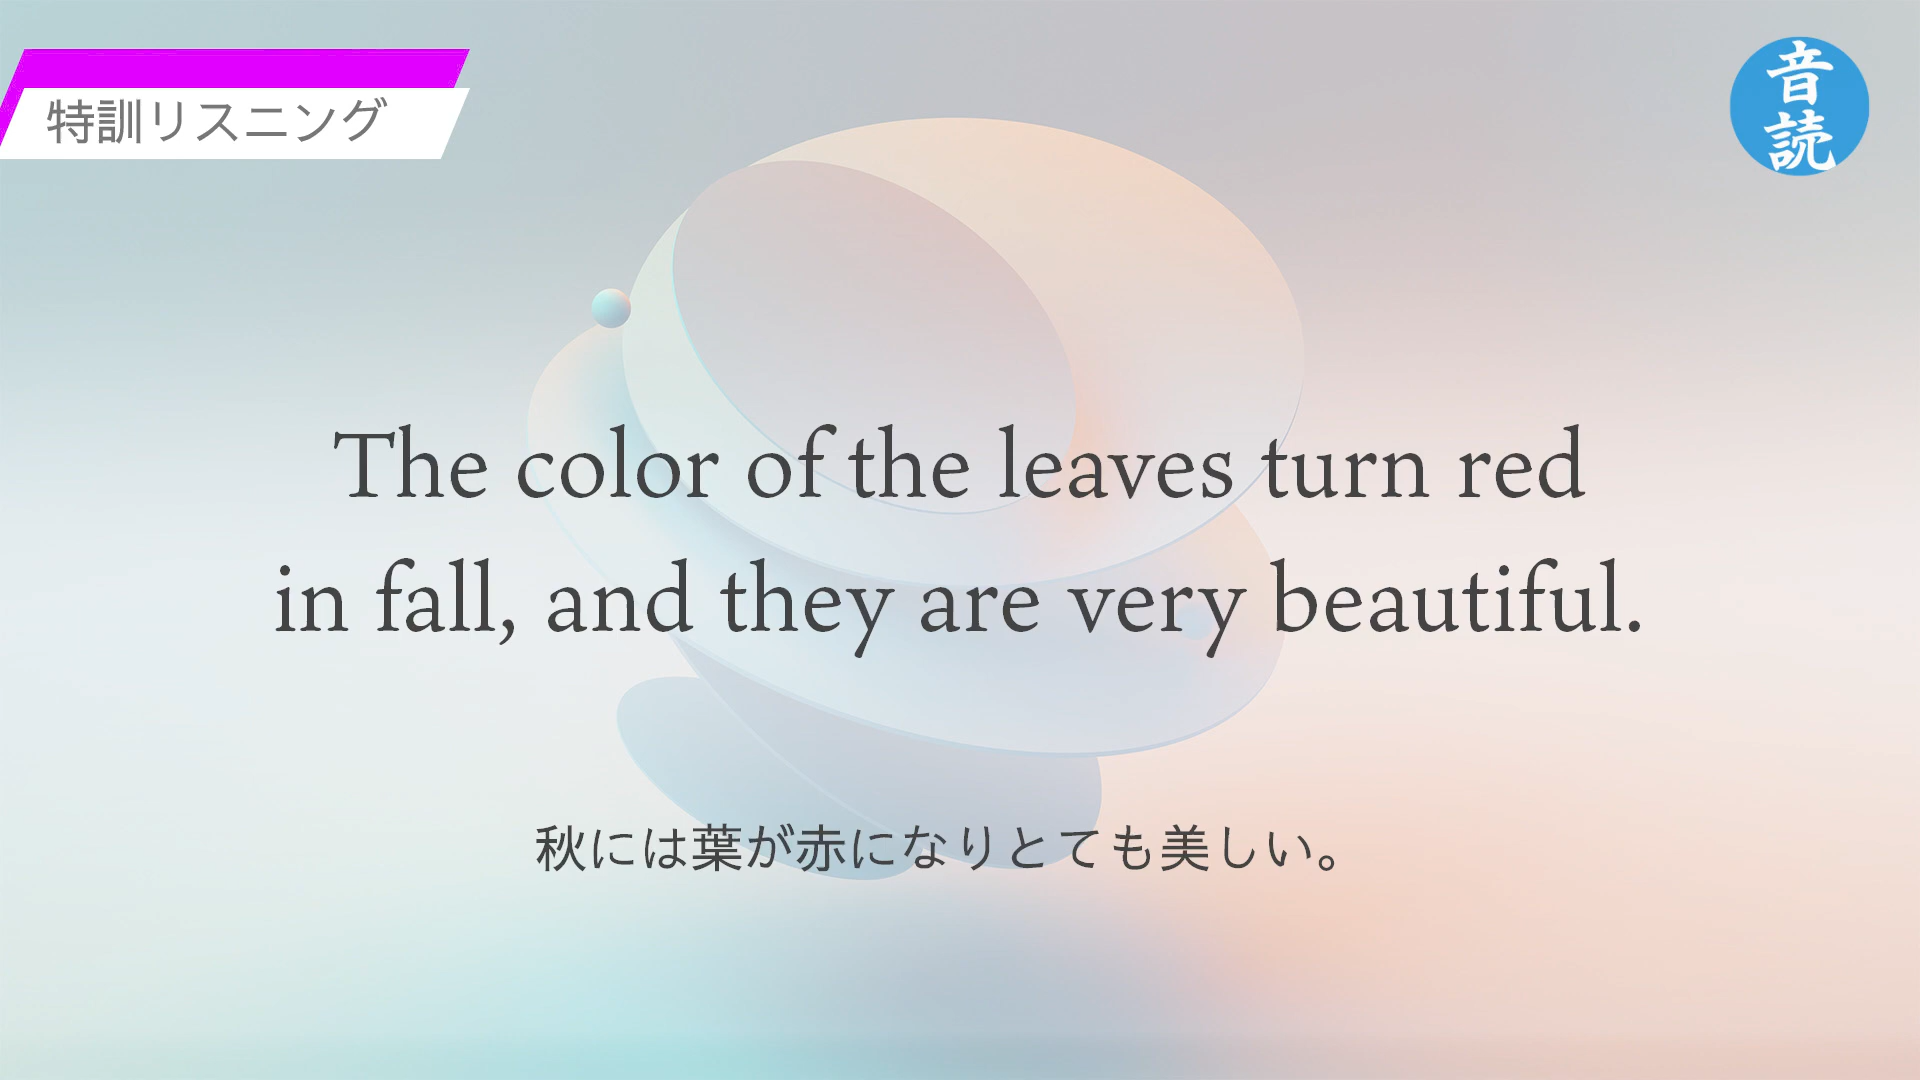 特訓リスニング
音読
The color of the leaves turn red
in fall, and they are very beautiful.
秋には葉が赤になりとても美しい。